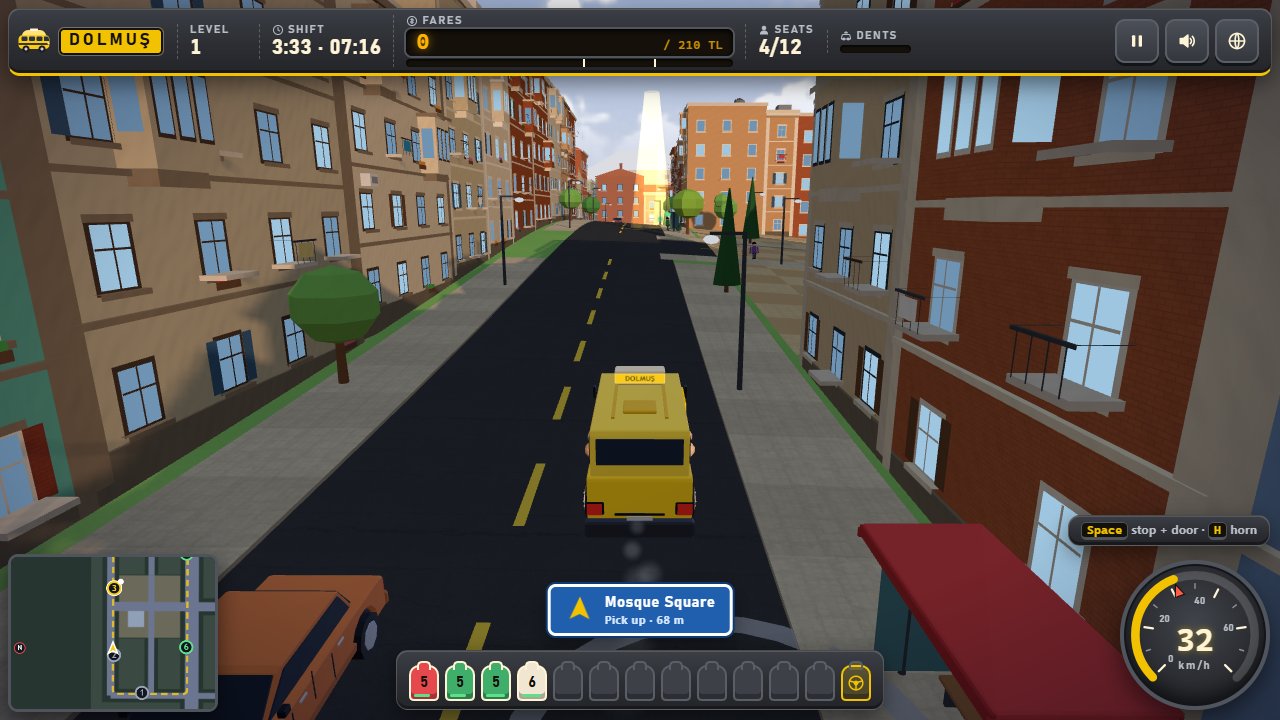 DOLMUŞ
LEVEL
1
SHIFT
3:33 · 07:16
FARES
0
/ 210 TL
SEATS
4/12
DENTS
DOLMUŞ
Space stop + door · H horn
Mosque Square
Pick up · 68 m
3
2
6
1
N
5
5
5
6
0
20
40
60
32
km/h